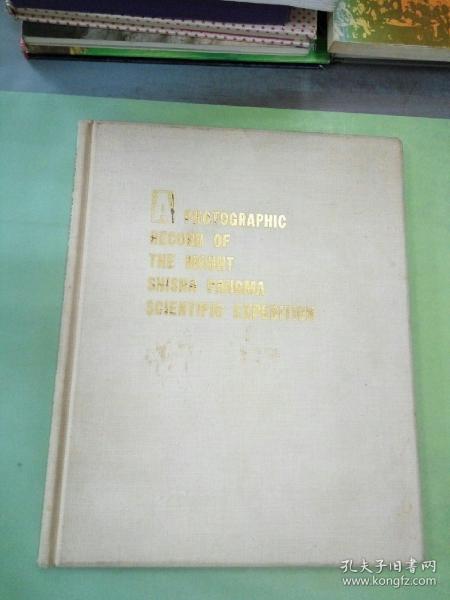 A PHOTOGRAPHIC
RECORD OF
THE MOUNT
SHISHA PANGMA
SCIENTIFIC EXPEDITION
孔夫子旧书网
www.kongfz.com